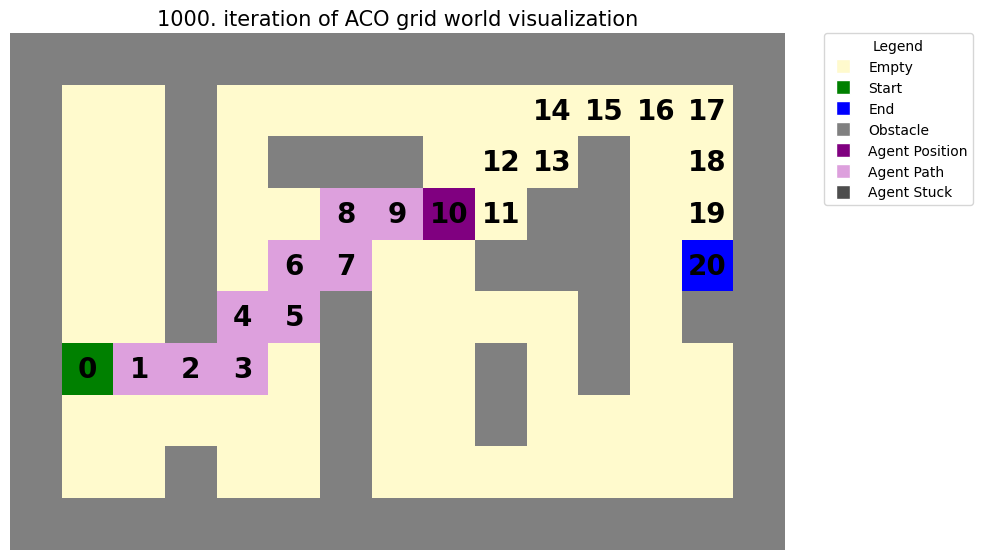 1000. iteration of ACO grid world visualization
Legend
Empty
Start
End
Obstacle
Agent Position
Agent Path
Agent Stuck
14 15 16 17
12 13 18
8 9 10 11 19
6 7 20
4 5
0 1 2 3